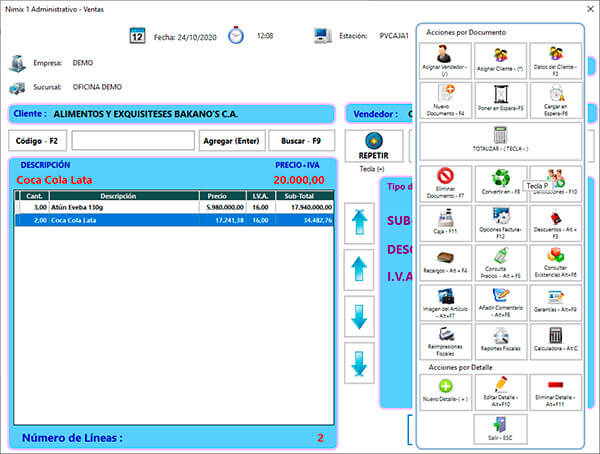 Nimix 1 Administrativo - Ventas
Fecha: 24/10/2020
12:08
Estación:
PVCAJA1
Empresa:
DEMO
Sucursal:
OFICINA DEMO
Cliente :
ALIMENTOS Y EXQUISITESES BAKANO'S C.A.
Vendedor :
Código - F2
Agregar (Enter)
Buscar - F9
REPETIR
Tecla (+)
DESCRIPCIÓN
PRECIO+IVA
Coca Cola Lata
20.000,00
Cant. Descripción Precio I.V.A. Sub-Total
3,00 Atún Eveba 130g 5.980.000,00 16,00 17.940.000,00
2,00 Coca Cola Lata 17.241,38 16,00 34.482,76
Tipo d
SUB-
DESC
I.V.A
Número de Líneas :
2
Acciones por Documento
Asignar Vendedor -
(/)
Asignar Cliente - (*)
Datos del Cliente -
F3
Nuevo
Documento - F4
Poner en Espera-F5
Cargar en
Espera-F6
TOTALIZAR - ( TECLA - )
Eliminar
Documento - F7
Convertir en - F8
Tecla P
Devoluciones - F10
Caja - F11
Opciones Factura-
F12
Descuentos - Alt +
F3
Recargos - Alt + F4
Consulta
Precios - Alt + F5
Consultar
Existencias Alt+F6
Imagen del Artículo
- Alt+F7
Añadir Comentario
- Alt+F8
Garantías - Alt+F9
Reimpresiones
Fiscales
Reportes Fiscales
Calculadora - Alt C
Acciones por Detalle
Nuevo Detalle-( + )
Editar Detalle -
Alt+F10
Eliminar Detalle -
Alt+F11
Salir - ESC